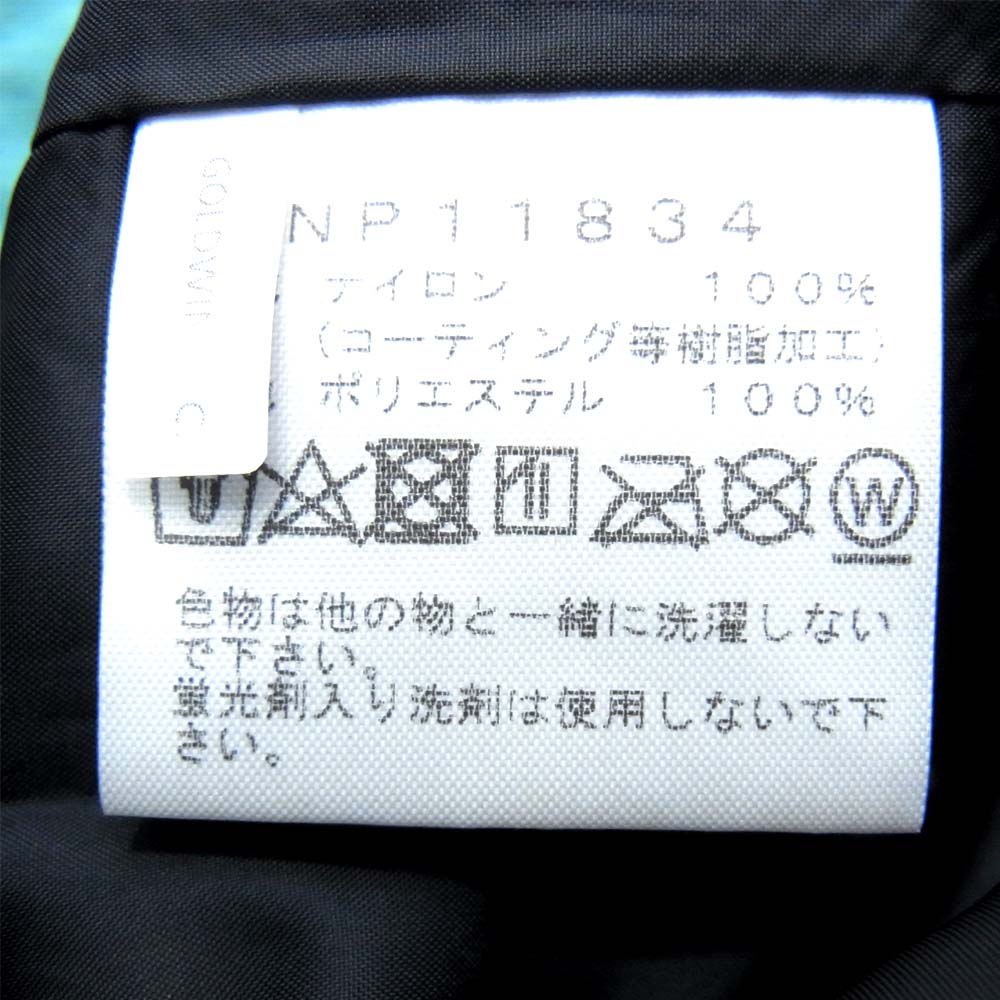 NP11834
ナイロン 100%
(コーティング等樹脂加工)
ポリエステル 100%
W
色物は他の物と一緒に洗濯しない
で下さい。
蛍光剤入り洗剤は使用しないで下
さい。